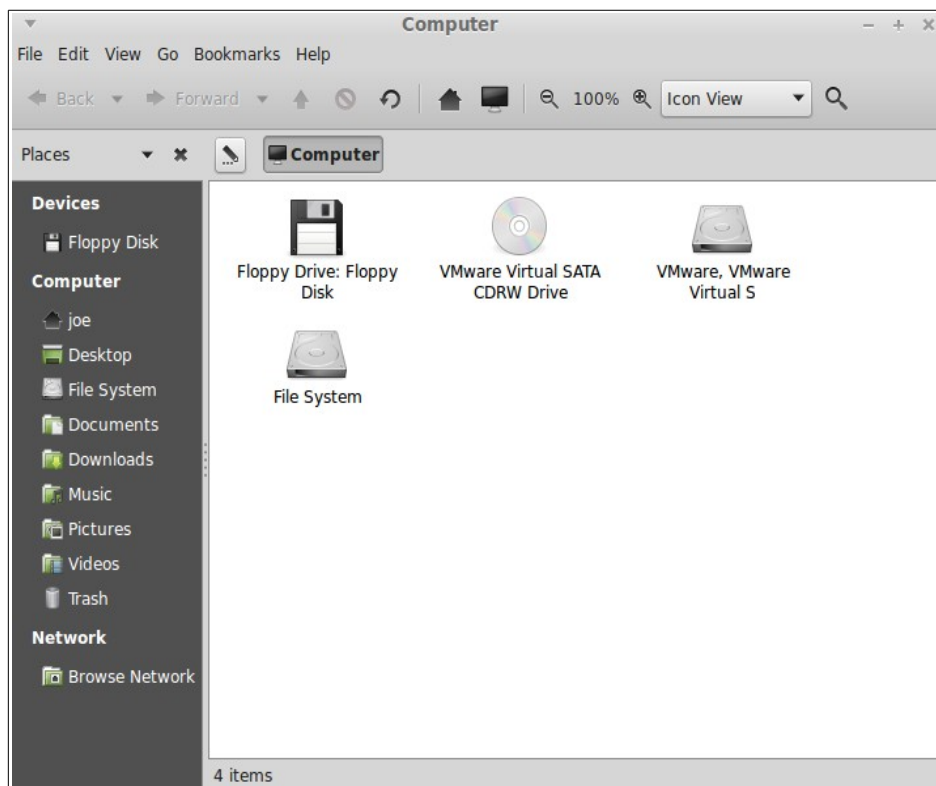 Computer
File Edit View Go Bookmarks Help
Back Forward 100% Icon View
Places Computer
Devices
Floppy Disk
Computer
joe
Desktop
File System
Documents
Downloads
Music
Pictures
Videos
Trash
Network
Browse Network
Floppy Drive: Floppy
Disk
VMware Virtual SATA
CDRW Drive
VMware, VMware
Virtual S
File System
4 items